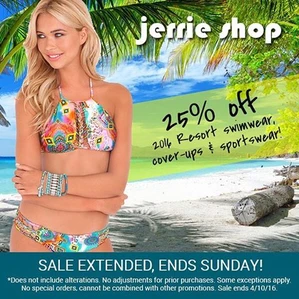 jerrie shop
25% off
2016 Resort swimwear,
cover-ups & sportswear!
SALE EXTENDED, ENDS SUNDAY!
*Does not include alterations. No adjustments for prior purchases. Some exceptions apply.
No special orders, cannot be combined with other promotions. Sale ends 4/10/16.